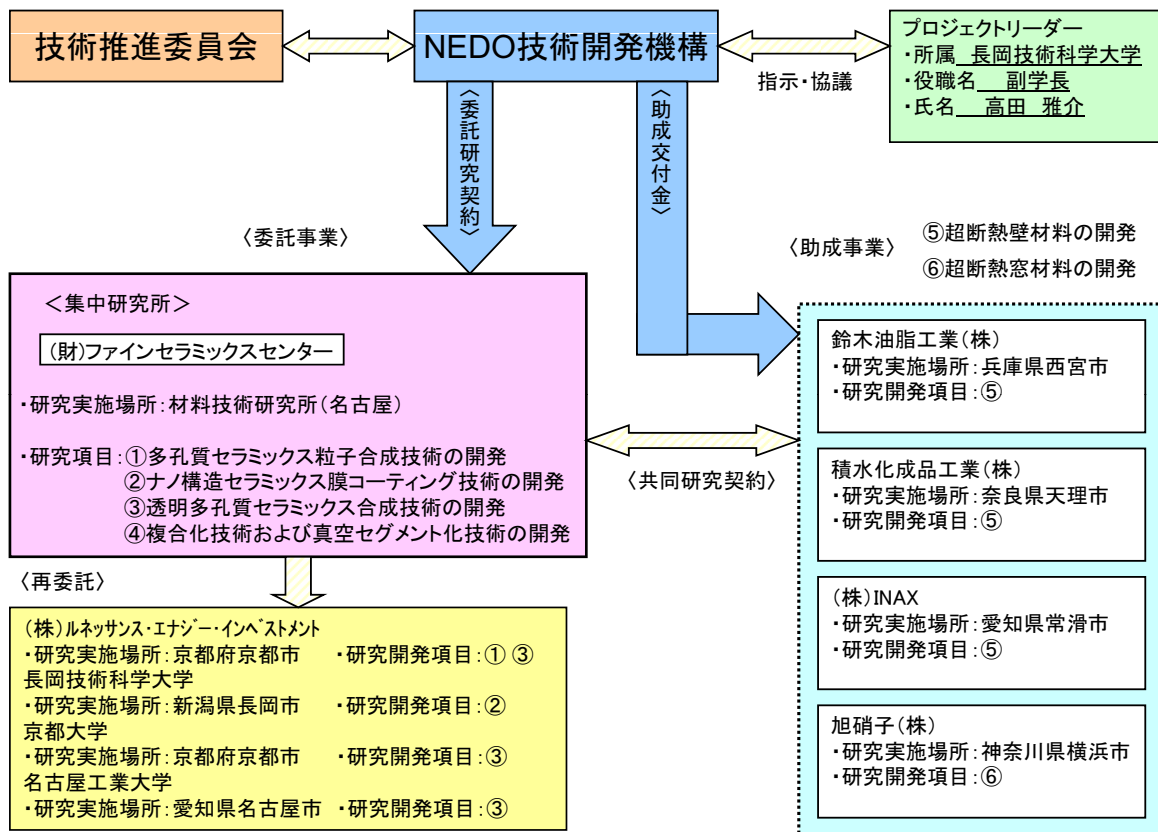 技術推進委員会
NEDO技術開発機構
プロジェクトリーダー
・所属 長岡技術科学大学
・役職名 副学長
・氏名 高田 雅介
指示・協議
〈委託研究契約〉
〈助成交付金〉
〈委託事業〉
〈助成事業〉
⑤超断熱壁材料の開発
⑥超断熱窓材料の開発
＜集中研究所＞
(財)ファインセラミックスセンター
・研究実施場所：材料技術研究所(名古屋)
・研究項目：①多孔質セラミックス粒子合成技術の開発
②ナノ構造セラミックス膜コーティング技術の開発
③透明多孔質セラミックス合成技術の開発
④複合化技術および真空セグメント化技術の開発
〈共同研究契約〉
鈴木油脂工業(株)
・研究実施場所：兵庫県西宮市
・研究開発項目：⑤
積水化成品工業(株)
・研究実施場所：奈良県天理市
・研究開発項目：⑤
(株)INAX
・研究実施場所：愛知県常滑市
・研究開発項目：⑤
旭硝子(株)
・研究実施場所：神奈川県横浜市
・研究開発項目：⑥
〈再委託〉
(株)ﾙﾈｯｻﾝｽ･ｴﾅｼﾞｰ･ｲﾝﾍﾞｽﾄﾒﾝﾄ
・研究実施場所：京都府京都市 ・研究開発項目：① ③
長岡技術科学大学
・研究実施場所：新潟県長岡市 ・研究開発項目：②
京都大学
・研究実施場所：京都府京都市 ・研究開発項目：③
名古屋工業大学
・研究実施場所：愛知県名古屋市 ・研究開発項目：③